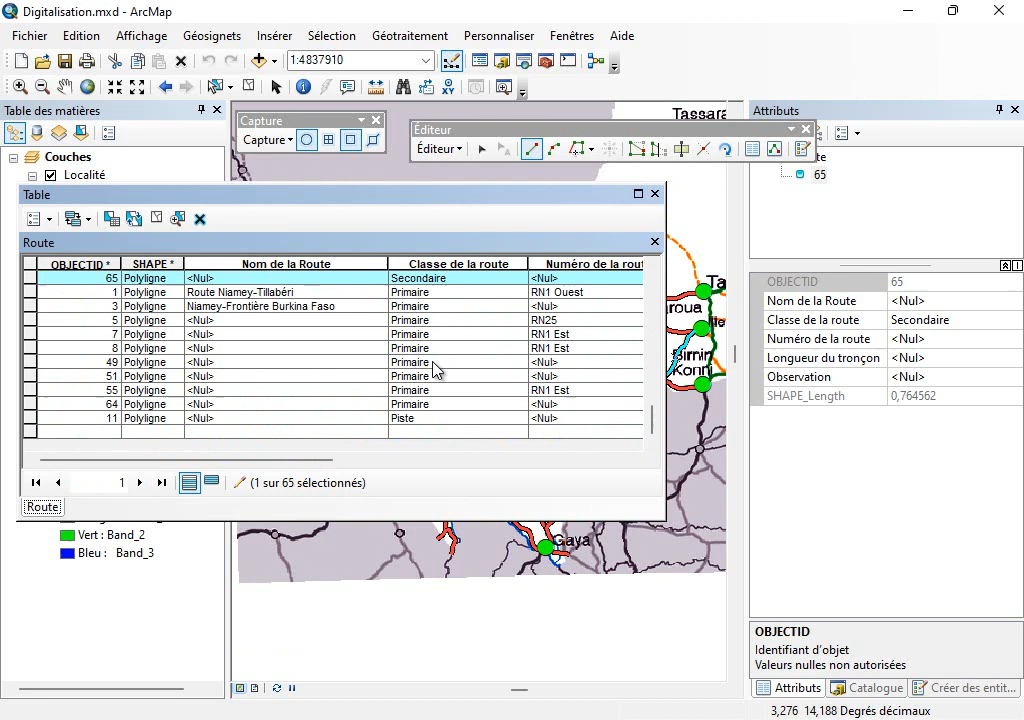 Digitalisation.mxd - ArcMap
Fichier Edition Affichage Géosignets Insérer Sélection Géotraitement Personnaliser Fenêtres Aide
1:4837910
Table des matières
Couches
Localité
Capture
Capture
Éditeur
Éditeur
Tassara
Attributs
65
Table
Route
OBJECTID * SHAPE * Nom de la Route Classe de la route Numéro de la rout
65 Polyligne <Nul> Secondaire <Nul>
1 Polyligne Route Niamey-Tillabéri Primaire RN1 Ouest
3 Polyligne Niamey-Frontière Burkina Faso Primaire <Nul>
5 Polyligne <Nul> Primaire RN25
7 Polyligne <Nul> Primaire RN1 Est
8 Polyligne <Nul> Primaire RN1 Est
49 Polyligne <Nul> Primaire <Nul>
51 Polyligne <Nul> Primaire <Nul>
55 Polyligne <Nul> Primaire RN1 Est
64 Polyligne <Nul> Primaire <Nul>
11 Polyligne <Nul> Piste <Nul>
1 (1 sur 65 sélectionnés)
Route
Ta
roua
lle
Birnin
Konni
Gaya
Vert : Band_2
Bleu : Band_3
OBJECTID 65
Nom de la Route <Nul>
Classe de la route Secondaire
Numéro de la route <Nul>
Longueur du tronçon <Nul>
Observation <Nul>
SHAPE_Length 0,764562
OBJECTID
Identifiant d'objet
Valeurs nulles non autorisées
Attributs Catalogue Créer des entit...
3,276 14,188 Degrés décimaux